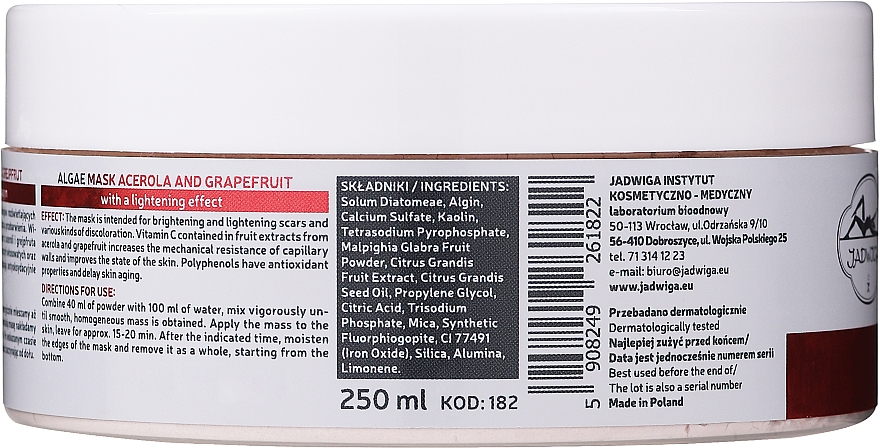 GREJPFRUT
ALGAE MASK ACEROLA AND GRAPEFRUIT
with a lightening effect
EFFECT: The mask is intended for brightening and lightening scars and
various kinds of discoloration. Vitamin C contained in fruit extracts from
acerola and grapefruit increases the mechanical resistance of capillary
walls and improves the state of the skin. Polyphenols have antioxidant
properties and delay skin aging.
DIRECTIONS FOR USE:
Combine 40 ml of powder with 100 ml of water, mix vigorously un-
til smooth, homogeneous mass is obtained. Apply the mass to the
skin, leave for approx. 15-20 min. After the indicated time, moisten
the edges of the mask and remove it as a whole, starting from the
bottom.
SKŁADNIKI / INGREDIENTS:
Solum Diatomeae, Algin,
Calcium Sulfate, Kaolin,
Tetrasodium Pyrophosphate,
Malpighia Glabra Fruit
Powder, Citrus Grandis
Fruit Extract, Citrus Grandis
Seed Oil, Propylene Glycol,
Citric Acid, Trisodium
Phosphate, Mica, Synthetic
Fluorphiogopite, CI 77491
(Iron Oxide), Silica, Alumina,
Limonene.
250 ml KOD: 182
5 908249 261822
JADWIGA INSTYTUT
KOSMETYCZNO - MEDYCZNY
laboratorium bioodnowy
50-113 Wrocław, ul.Odrzańska 9/10
56-410 Dobroszyce, ul. Wojska Polskiego 25
tel. 71 314 12 23
e-mail: biuro@jadwiga.eu
www.jadwiga.eu
Przebadano dermatologicznie
Dermatologically tested
Najlepiej zużyć przed końcem/
Data jest jednocześnie numerem serii
Best used before the end of/
The lot is also a serial number
Made in Poland
JADWIGA